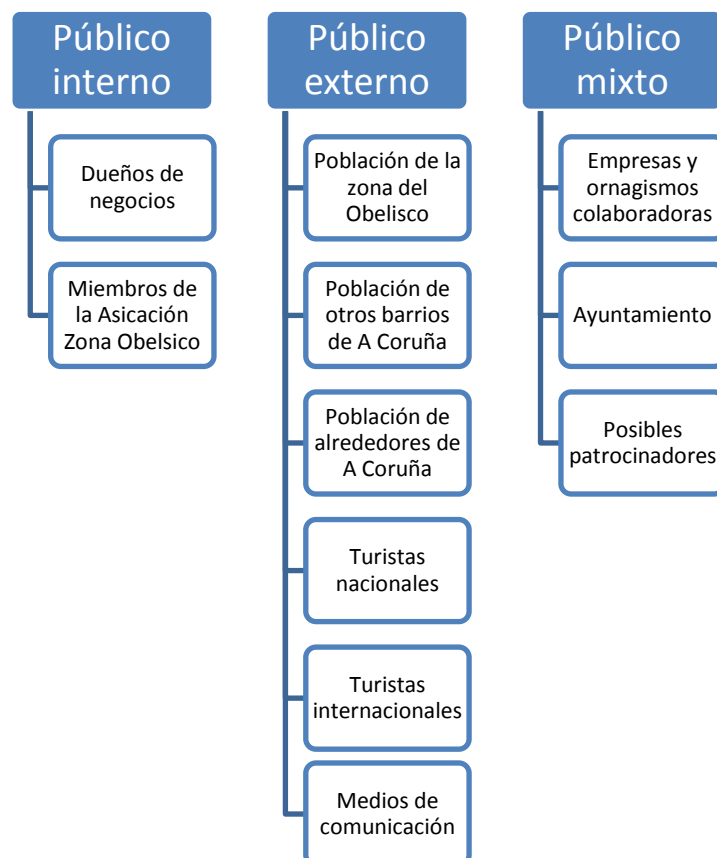 Público
interno
Dueños de
negocios
Miembros de
la Asicación
Zona Obelsico
Público
externo
Población de la
zona del
Obelisco
Población de
otros barrios
de A Coruña
Población de
alrededores de
A Coruña
Turistas
nacionales
Turistas
internacionales
Medios de
comunicación
Público
mixto
Empresas y
ornagismos
colaboradoras
Ayuntamiento
Posibles
patrocinadores